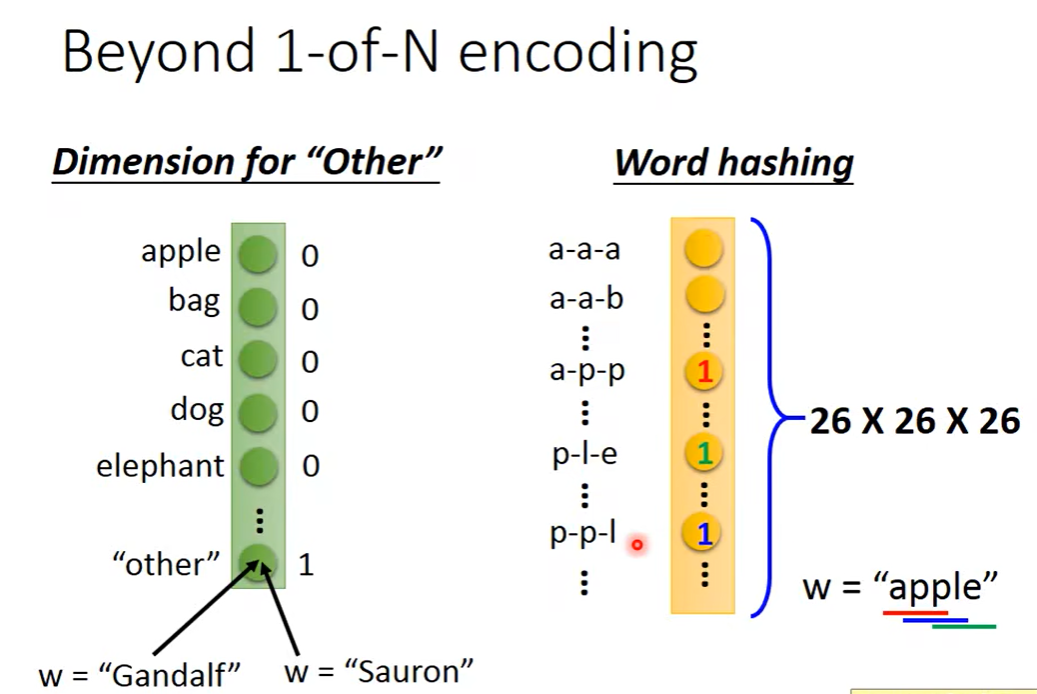 Beyond 1-of-N encoding
Dimension for “Other”
apple 0
bag 0
cat 0
dog 0
elephant 0
“other” 1
w = “Gandalf”
w = “Sauron”
Word hashing
a-a-a
a-a-b
a-p-p 1
p-l-e 1
p-p-l 1
26 X 26 X 26
w = “apple”